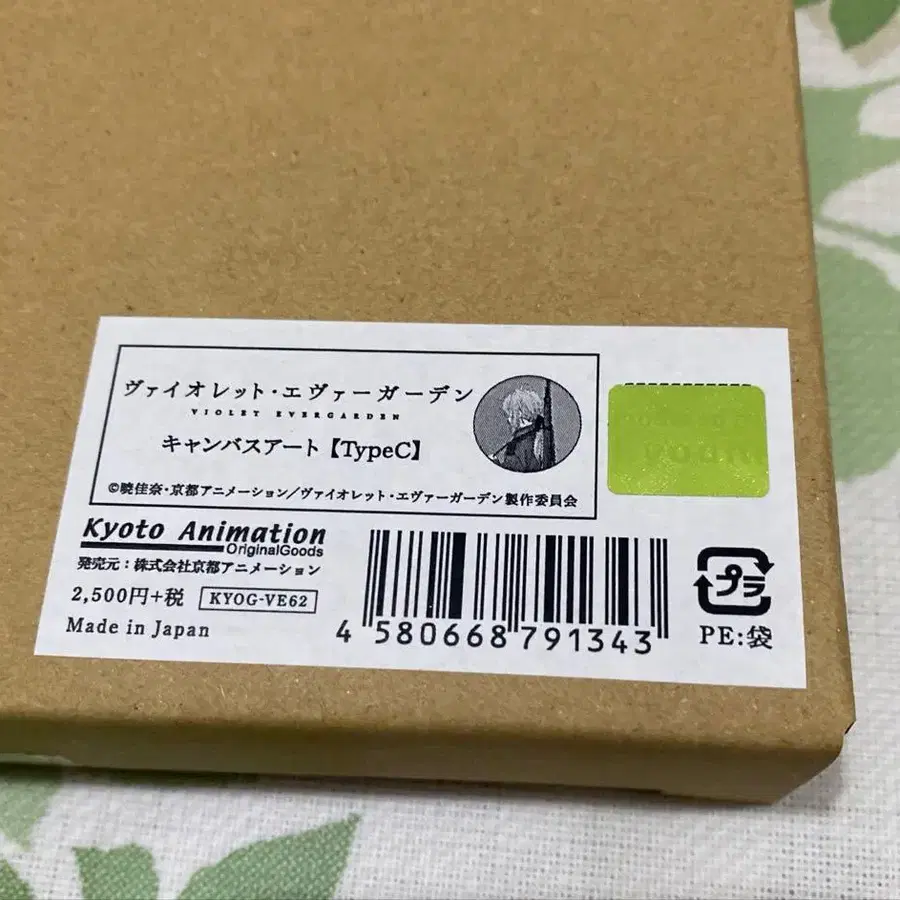 ヴァイオレット・エヴァーガーデン
VIOLET EVERGARDEN
キャンバスアート【TypeC】
©暁佳奈・京都アニメーション/ヴァイオレット・エヴァーガーデン製作委員会
Kyoto Animation
OriginalGoods
発売元:株式会社京都アニメーション
2,500円+税 KYOG-VE62
Made in Japan
4 580668 791343
プラ
PE:袋